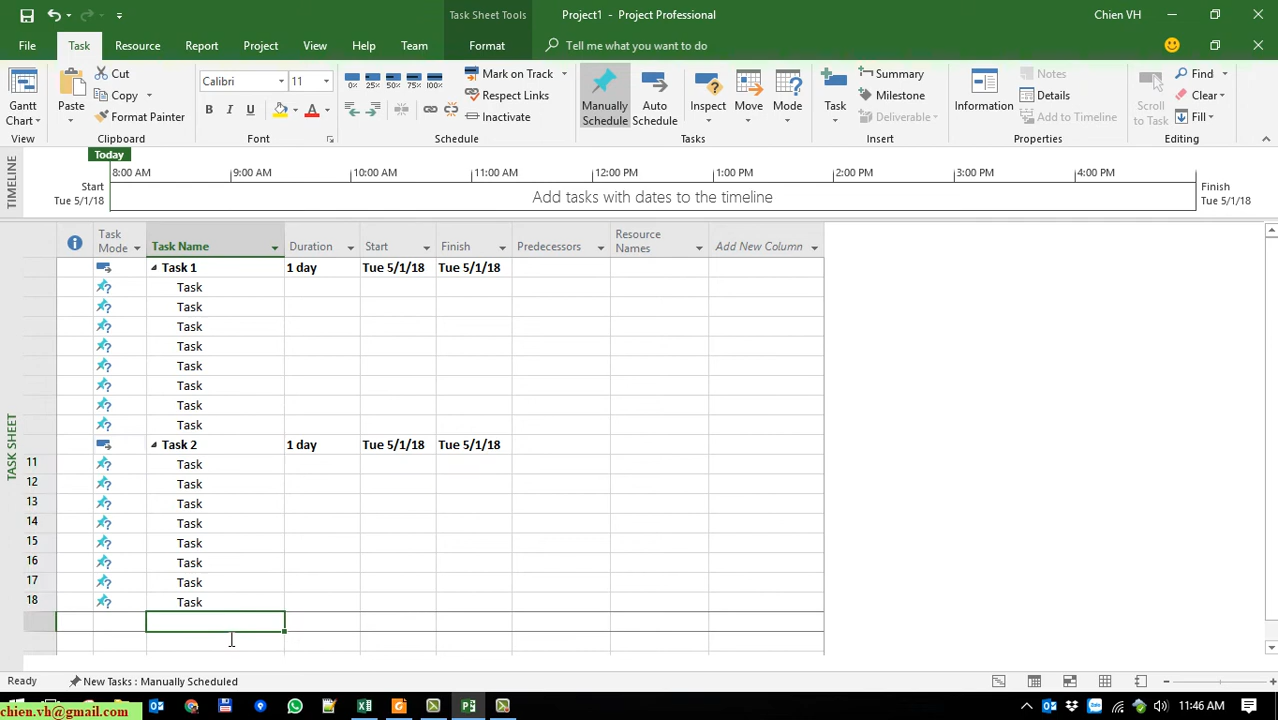 Task Sheet Tools
Project1 - Project Professional
Chien VH
File Task Resource Report Project View Help Team Format Tell me what you want to do
Gantt Chart
View
Paste
Cut
Copy
Format Painter
Clipboard
Calibri 11
B I U A
Font
0% 25% 50% 75% 100%
Mark on Track
Respect Links
Inactivate
Schedule
Manually Schedule
Auto Schedule
Inspect
Move
Mode
Tasks
Task
Summary
Milestone
Deliverable
Insert
Information
Notes
Details
Add to Timeline
Properties
Scroll to Task
Find
Clear
Fill
Editing
TIMELINE
Today
Start
Tue 5/1/18
8:00 AM 9:00 AM 10:00 AM 11:00 AM 12:00 PM 1:00 PM 2:00 PM 3:00 PM 4:00 PM
Add tasks with dates to the timeline
Finish
Tue 5/1/18
TASK SHEET
Task Mode Task Name Duration Start Finish Predecessors Resource Names Add New Column
Task 1 1 day Tue 5/1/18 Tue 5/1/18
Task
Task
Task
Task
Task
Task
Task
Task
Task 2 1 day Tue 5/1/18 Tue 5/1/18
11 Task
12 Task
13 Task
14 Task
15 Task
16 Task
17 Task
18 Task
Ready New Tasks : Manually Scheduled
chien.vh@gmail.com
11:46 AM